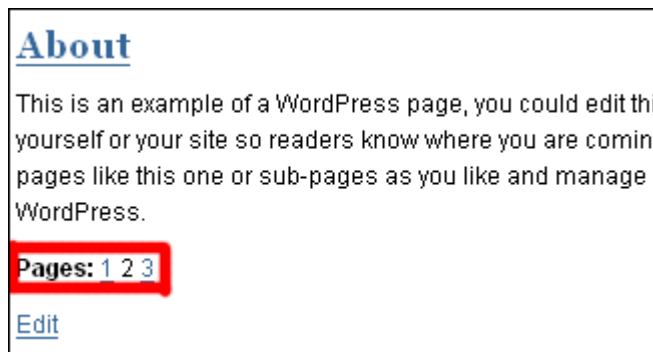 About
This is an example of a WordPress page, you could edit thi
yourself or your site so readers know where you are comin
pages like this one or sub-pages as you like and manage
WordPress.
Pages: 1 2 3
Edit